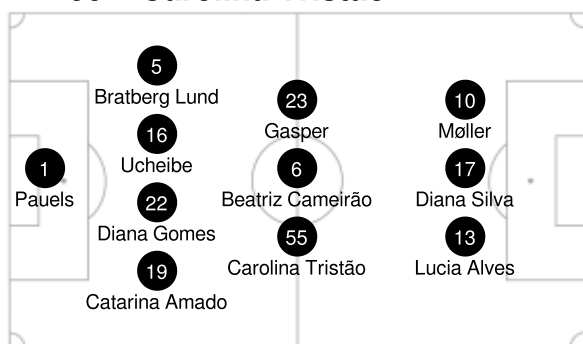 5
Bratberg Lund
23
Gasper
10
Møller
16
Ucheibe
1
Pauels
6
Beatriz Cameirão
17
Diana Silva
22
Diana Gomes
55
Carolina Tristão
13
Lucia Alves
19
Catarina Amado